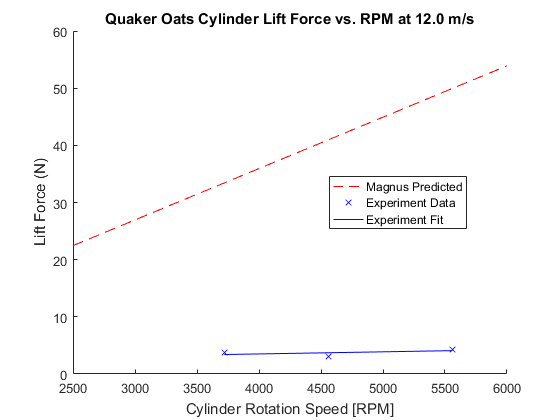 Quaker Oats Cylinder Lift Force vs. RPM at 12.0 m/s
60
50
40
30
20
10
0
Lift Force (N)
Magnus Predicted
Experiment Data
Experiment Fit
2500 3000 3500 4000 4500 5000 5500 6000
Cylinder Rotation Speed [RPM]